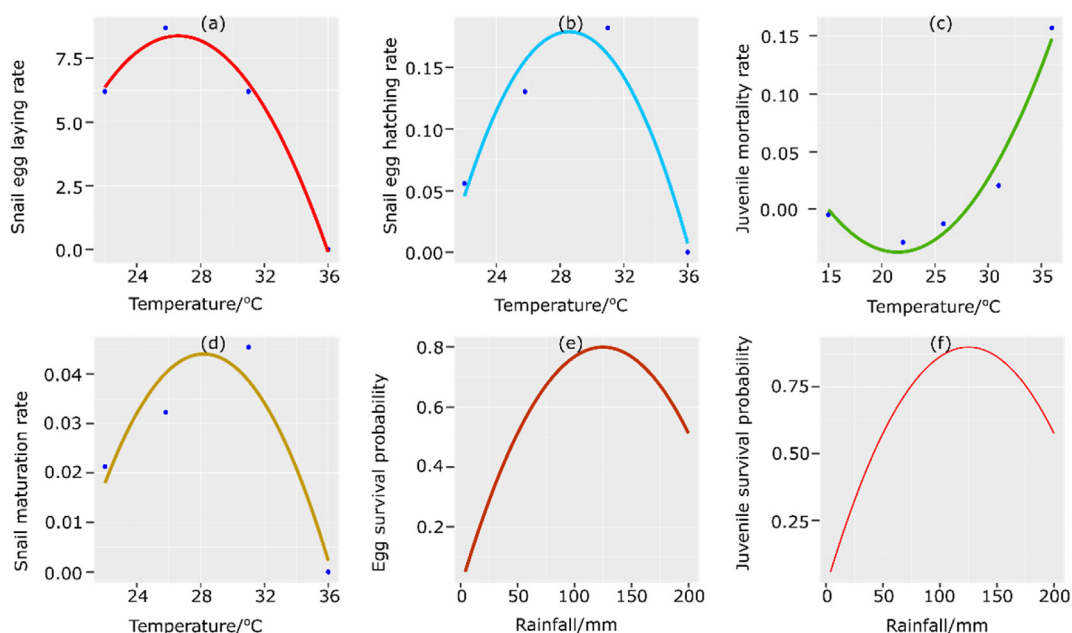 (a)
Snail egg laying rate
7.5
5.0
2.5
0.0
24 28 32 36
Temperature/°C
(b)
Snail egg hatching rate
0.15
0.10
0.05
0.00
24 28 32 36
Temperature/°C
(c)
Juvenile mortality rate
0.15
0.10
0.05
0.00
15 20 25 30 35
Temperature/°C
(d)
Snail maturation rate
0.04
0.03
0.02
0.01
0.00
24 28 32 36
Temperature/°C
(e)
Egg survival probability
0.8
0.6
0.4
0.2
0 50 100 150 200
Rainfall/mm
(f)
Juvenile survival probability
0.75
0.50
0.25
0 50 100 150 200
Rainfall/mm